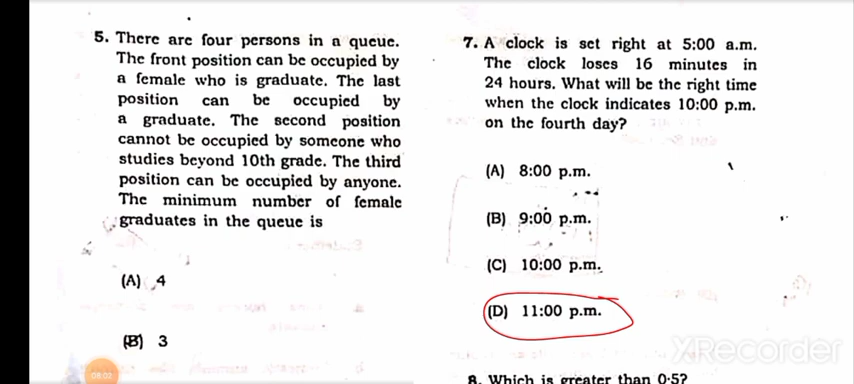 5. There are four persons in a queue.
The front position can be occupied by
a female who is graduate. The last
position can be occupied by
a graduate. The second position
cannot be occupied by someone who
studies beyond 10th grade. The third
position can be occupied by anyone.
The minimum number of female
graduates in the queue is
(A) 4
(B) 3
08:02
7. A clock is set right at 5:00 a.m.
The clock loses 16 minutes in
24 hours. What will be the right time
when the clock indicates 10:00 p.m.
on the fourth day?
(A) 8:00 p.m.
(B) 9:00 p.m.
(C) 10:00 p.m.
(D) 11:00 p.m.
XRecorder
8. Which is greater than 0·5?